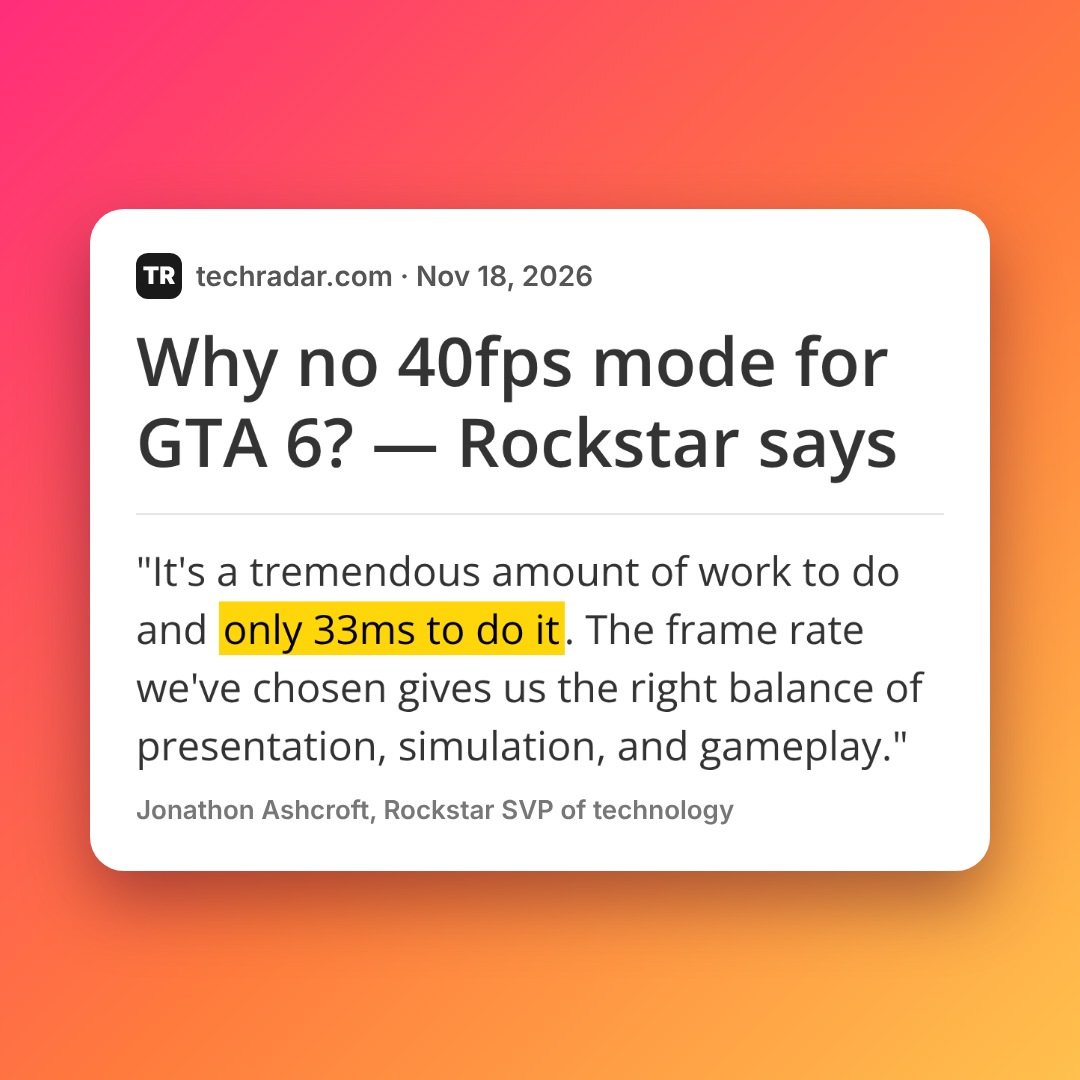 TR techradar.com · Nov 18, 2026
Why no 40fps mode for
GTA 6? — Rockstar says
"It's a tremendous amount of work to do
and only 33ms to do it. The frame rate
we've chosen gives us the right balance of
presentation, simulation, and gameplay."
Jonathon Ashcroft, Rockstar SVP of technology